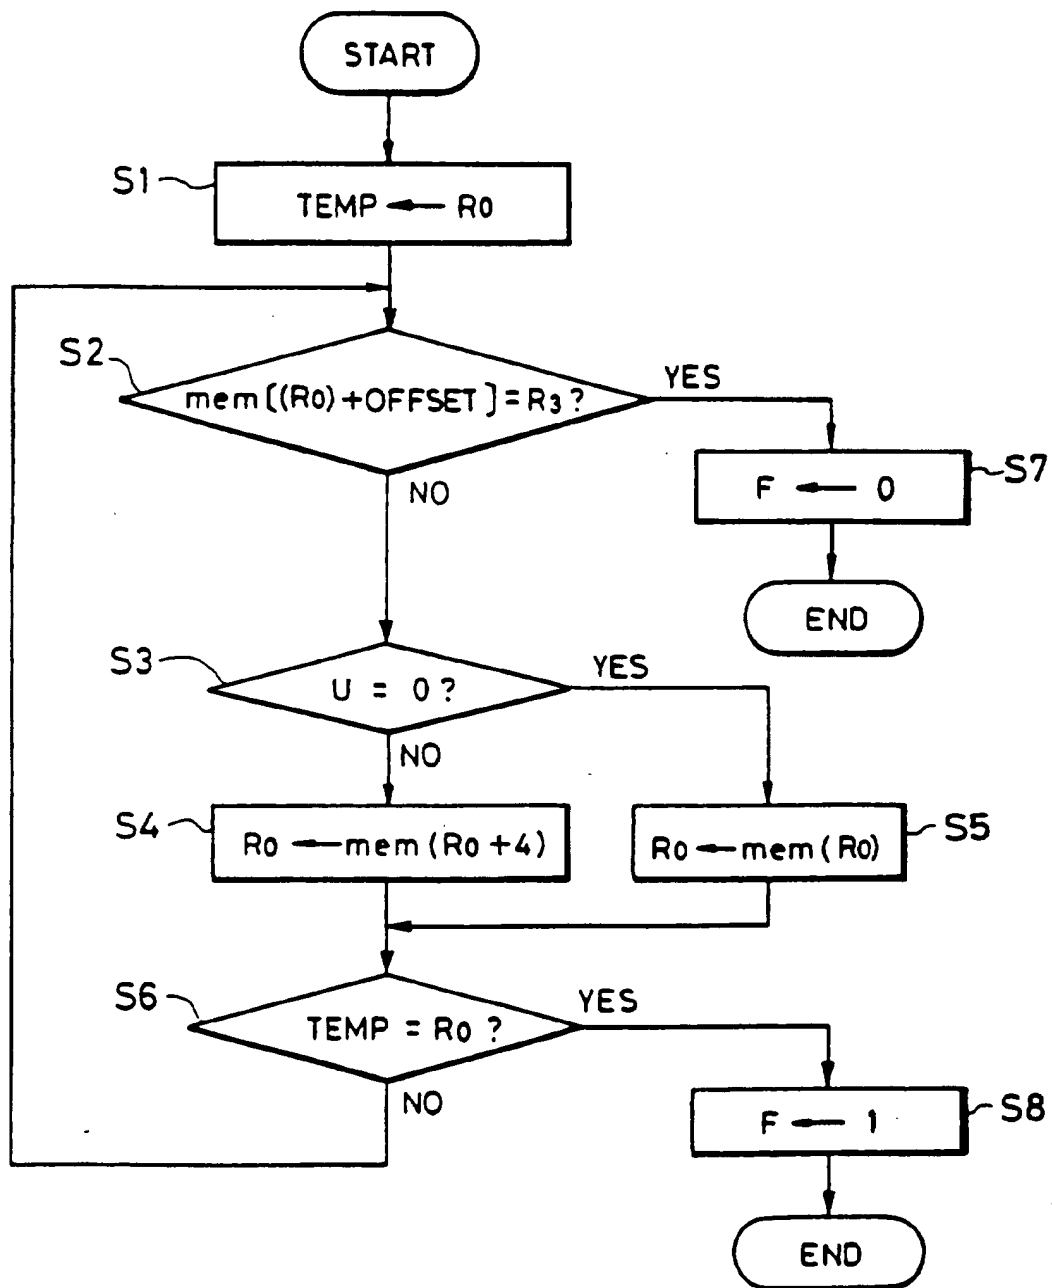 START
S1
TEMP ← R0
S2
mem[(R0)+OFFSET]=R3?
YES
NO
S7
F ← 0
END
S3
U = 0?
YES
NO
S4
R0 ← mem(R0+4)
S5
R0 ← mem(R0)
S6
TEMP = R0?
YES
NO
S8
F ← 1
END